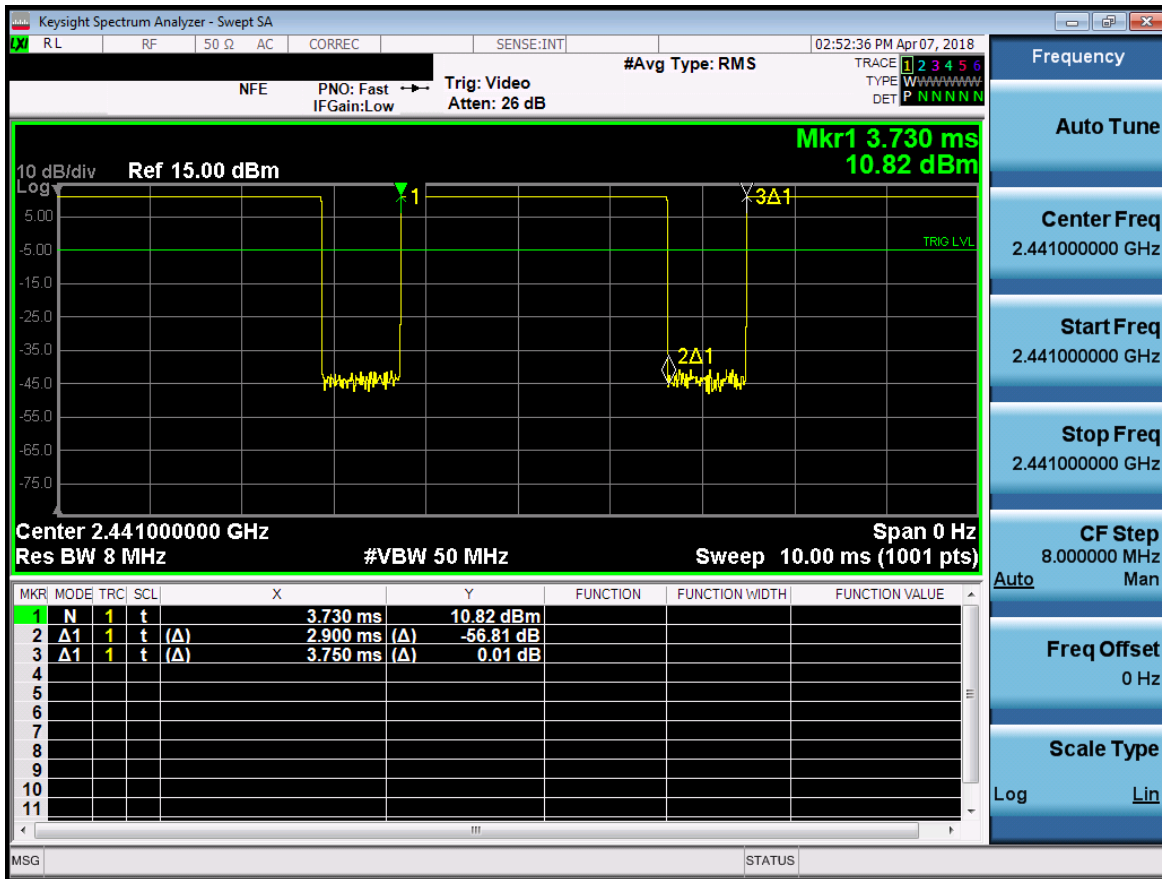 Keysight Spectrum Analyzer - Swept SA
LXI RL RF 50 Ω AC CORREC SENSE:INT 02:52:36 PM Apr 07, 2018
NFE PNO: Fast IFGain:Low Trig: Video Atten: 26 dB #Avg Type: RMS
TRACE 1 2 3 4 5 6
TYPE WWWWWWW
DET P N N N N N
Mkr1 3.730 ms
10.82 dBm
10 dB/div Ref 15.00 dBm
Log
1
3Δ1
5.00
-5.00
TRIG LVL
-15.0
-25.0
-35.0
2Δ1
-45.0
-55.0
-65.0
-75.0
Center 2.441000000 GHz Span 0 Hz
Res BW 8 MHz #VBW 50 MHz Sweep 10.00 ms (1001 pts)
MKR MODE TRC SCL X Y FUNCTION FUNCTION WIDTH FUNCTION VALUE
1 N 1 t 3.730 ms 10.82 dBm
2 Δ1 1 t (Δ) 2.900 ms (Δ) -56.81 dB
3 Δ1 1 t (Δ) 3.750 ms (Δ) 0.01 dB
4
5
6
7
8
9
10
11
MSG STATUS
Frequency
Auto Tune
Center Freq
2.441000000 GHz
Start Freq
2.441000000 GHz
Stop Freq
2.441000000 GHz
CF Step
8.000000 MHz
Auto Man
Freq Offset
0 Hz
Scale Type
Log Lin